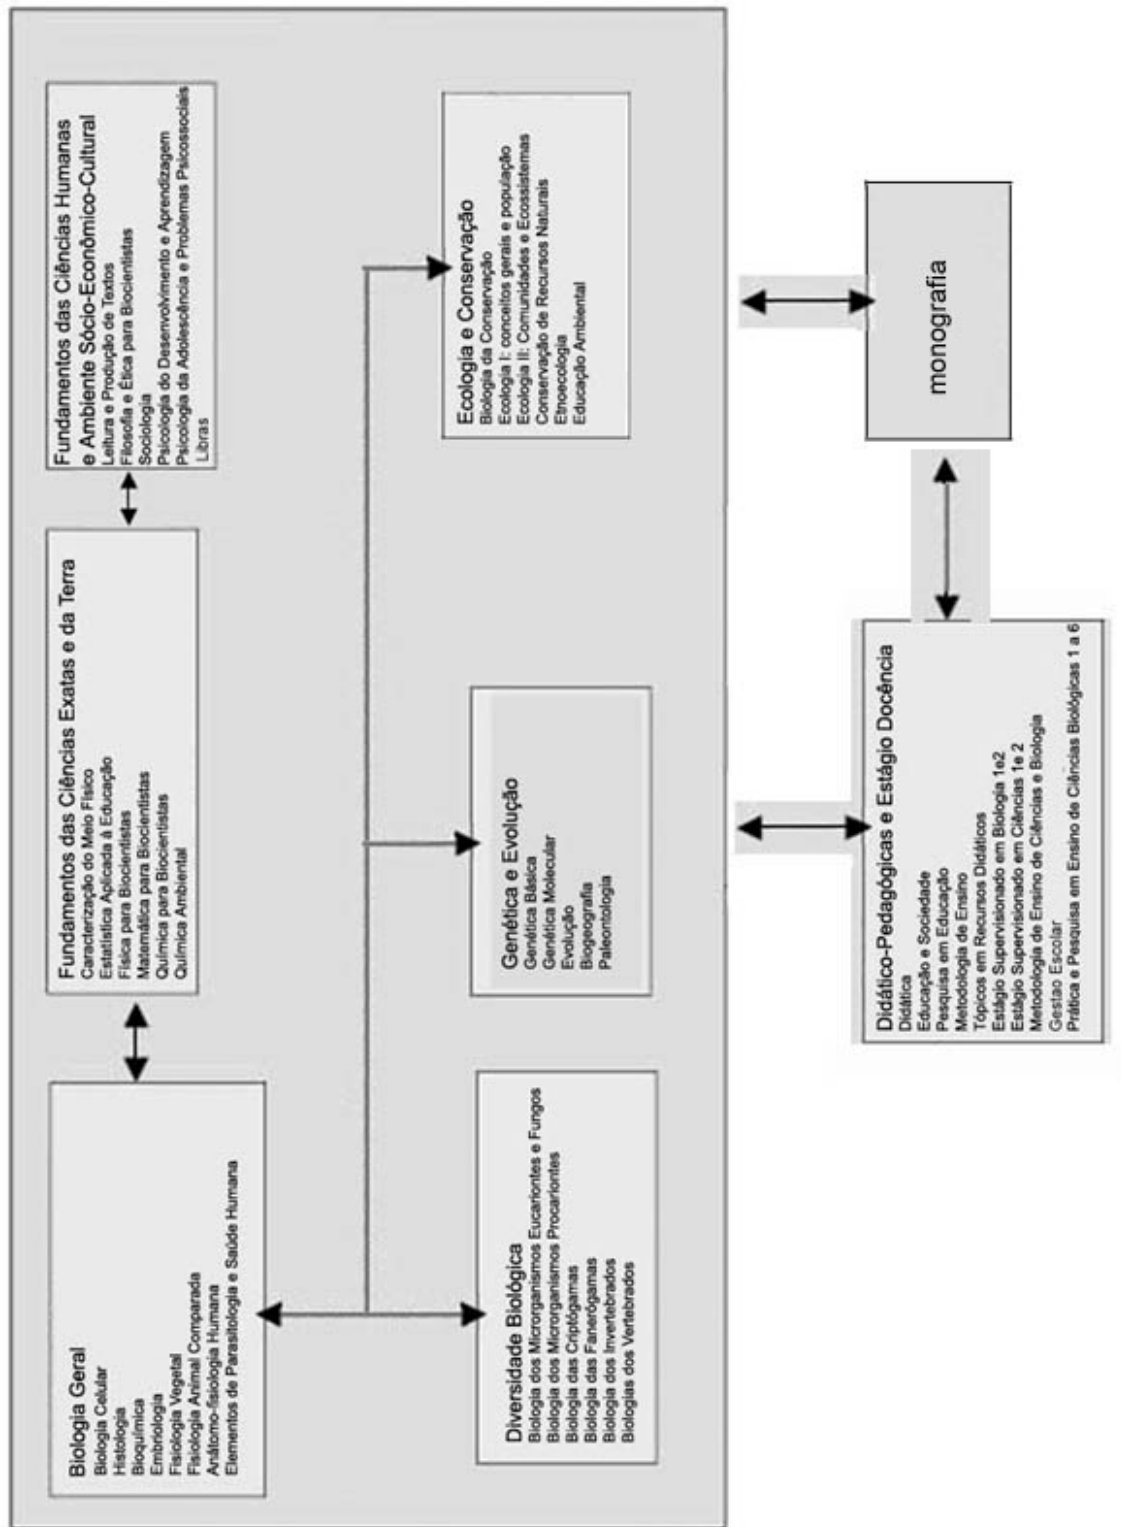 Biologia Geral
Biologia Celular
Histologia
Bioquímica
Embriologia
Fisiologia Vegetal
Fisiologia Animal Comparada
Anátomo-fisiologia Humana
Elementos de Parasitologia e Saúde Humana
Fundamentos das Ciências Exatas e da Terra
Caracterização do Meio Físico
Estatística Aplicada à Educação
Física para Biocientistas
Matemática para Biocientistas
Química para Biocientistas
Química Ambiental
Fundamentos das Ciências Humanas
e Ambiente Sócio-Econômico-Cultural
Leitura e Produção de Textos
Filosofia e Ética para Biocientistas
Sociologia
Psicologia do Desenvolvimento e Aprendizagem
Psicologia da Adolescência e Problemas Psicossociais
Libras
Diversidade Biológica
Biologia dos Microrganismos Eucariontes e Fungos
Biologia dos Microrganismos Procariontes
Biologia das Criptógamas
Biologia das Fanerógamas
Biologia dos Invertebrados
Biologias dos Vertebrados
Genética e Evolução
Genética Básica
Genética Molecular
Evolução
Biogeografia
Paleontologia
Ecologia e Conservação
Biologia da Conservação
Ecologia I: conceitos gerais e população
Ecologia II: Comunidades e Ecossistemas
Conservação de Recursos Naturais
Etnoecologia
Educação Ambiental
Didático-Pedagógicas e Estágio Docência
Didática
Educação e Sociedade
Pesquisa em Educação
Metodologia de Ensino
Tópicos em Recursos Didáticos
Estágio Supervisionado em Biologia 1e2
Estágio Supervisionado em Ciências 1e 2
Metodologia de Ensino de Ciências e Biologia
Gestao Escolar
Prática e Pesquisa em Ensino de Ciências Biológicas 1 a 6
monografia